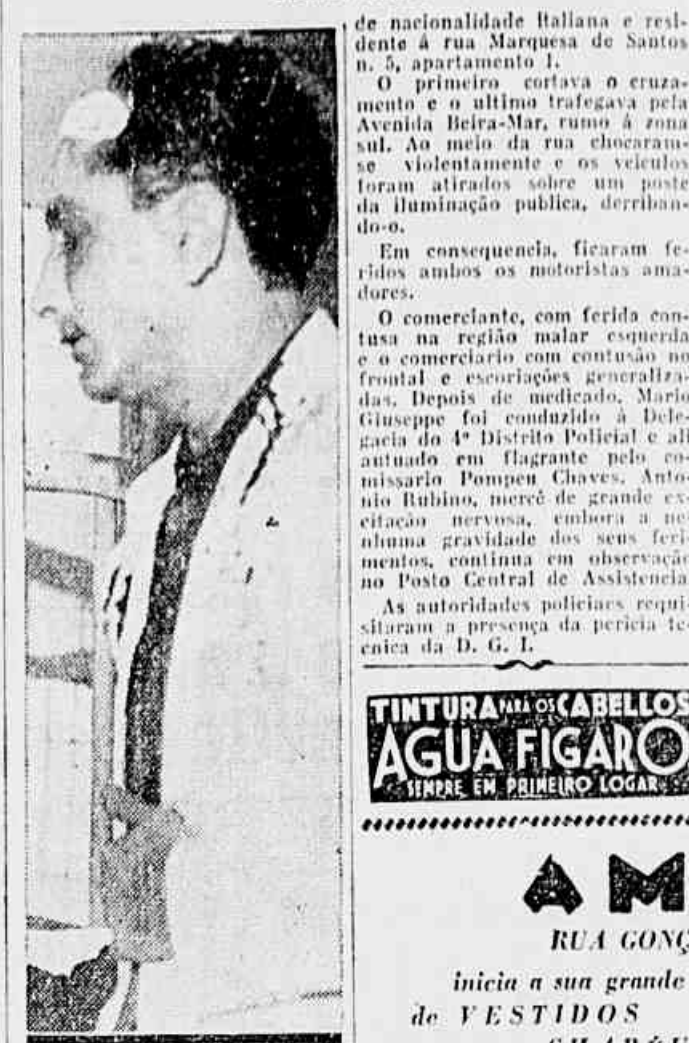 de nacionalidade Italiana e resi-
dente á rua Marquesa de Santos
n. 5, apartamento 1.
O primeiro cortava o cruza-
mento e o ultimo trafegava pela
Avenida Beira-Mar, rumo á zona
sul. Ao meio da rua chocaram-
se violentamente e os veiculos
foram atirados sobre um poste
da iluminação publica, derriban-
do-o.
Em consequencia, ficaram fe-
ridos ambos os motoristas ama-
dores.
O comerciante, com ferida con-
tusa na região malar esquerda
e o comerciario com contusão no
frontal e escoriações generaliza-
das. Depois de medicado, Mario
Giuseppe foi conduzido á Dele-
gacia do 4º Distrito Policial e ali
autuado em flagrante pelo co-
missario Pompeu Chaves. Anto-
nio Rubino, mercê de grande ex-
citação nervosa, embora a ne-
nhuma gravidade dos seus feri-
mentos, continua em observação
no Posto Central de Assistencia
As autoridades policiaes requi-
sitaram a presença da pericia te-
cnica da D. G. I.
TINTURA PARA OS CABELLOS
AGUA FIGARO
SEMPRE EM PRIMEIRO LOGAR
A M
RUA GONÇ
inicia a sua grande
de VESTIDOS